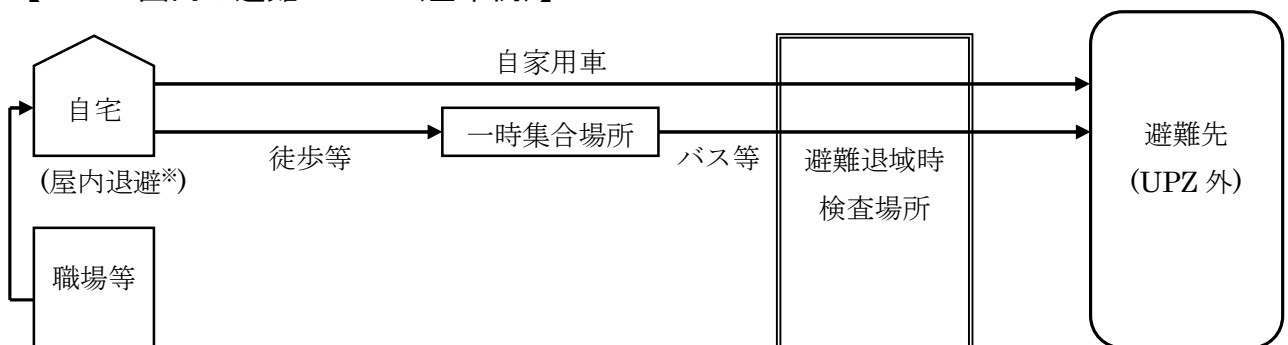 自家用車
自宅
一時集合場所
徒歩等
バス等
(屋内退避※)
避難退域時
検査場所
避難先
(UPZ 外)
職場等